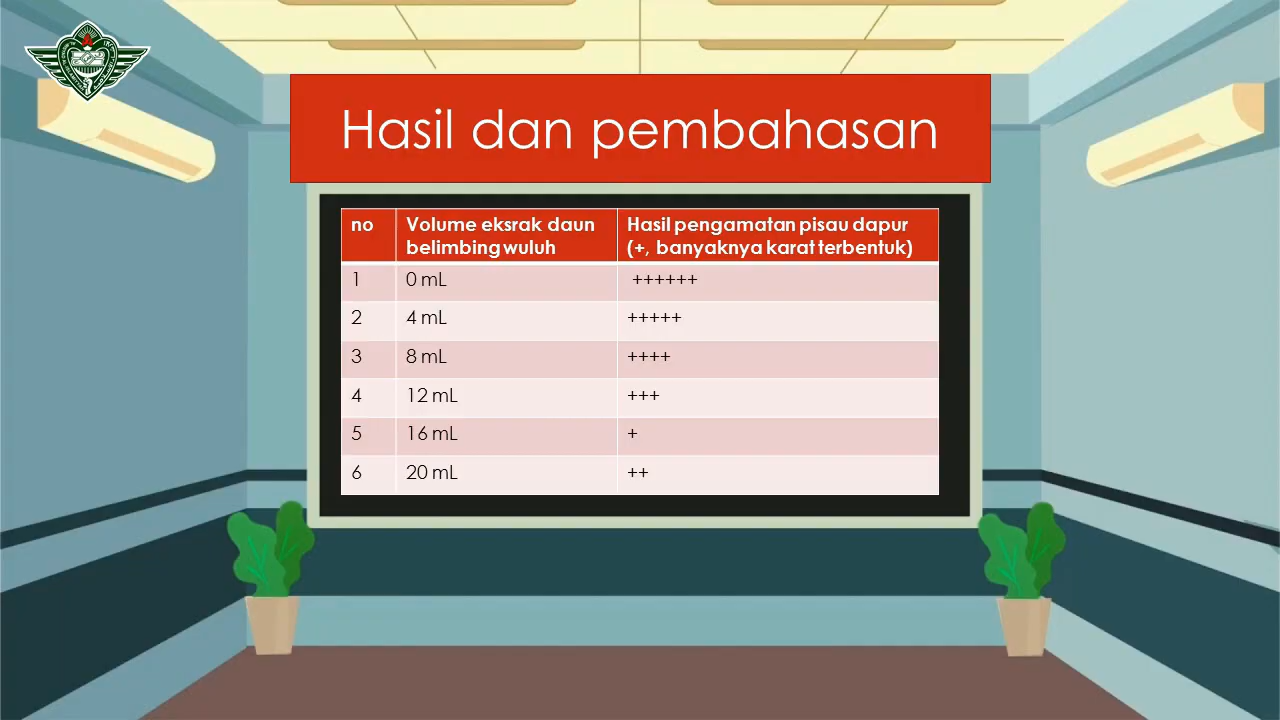 Hasil dan pembahasan
no Volume eksrak daun belimbing wuluh Hasil pengamatan pisau dapur (+, banyaknya karat terbentuk)
1 0 mL ++++++
2 4 mL +++++
3 8 mL ++++
4 12 mL +++
5 16 mL +
6 20 mL ++